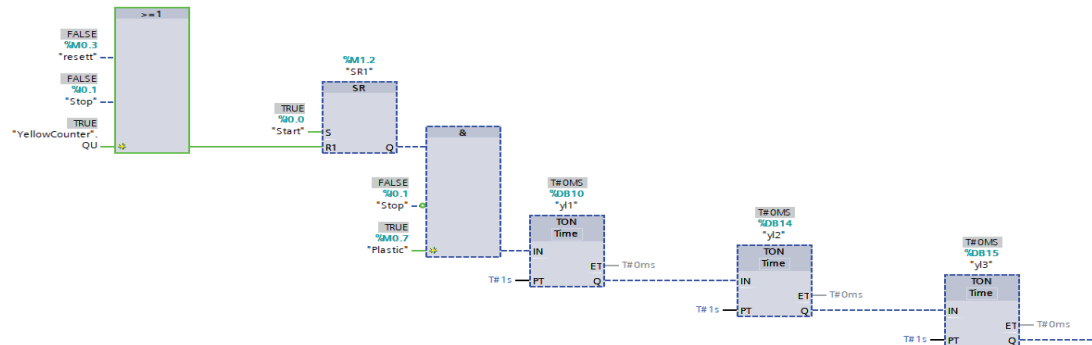 >=1
FALSE
%M0.3
"resett"
FALSE
%I0.1
"Stop"
TRUE
"YellowCounter".
QU
%M1.2
"SR1"
SR
TRUE
%I0.0
"Start"
S
R1
Q
&
FALSE
%I0.1
"Stop"
TRUE
%M0.7
"Plastic"
T#0MS
%DB10
"yl1"
TON
Time
IN
ET
T#0ms
T#1s
PT
Q
T#0MS
%DB14
"yl2"
TON
Time
IN
ET
T#0ms
T#1s
PT
Q
T#0MS
%DB15
"yl3"
TON
Time
IN
ET
T#0ms
T#1s
PT
Q